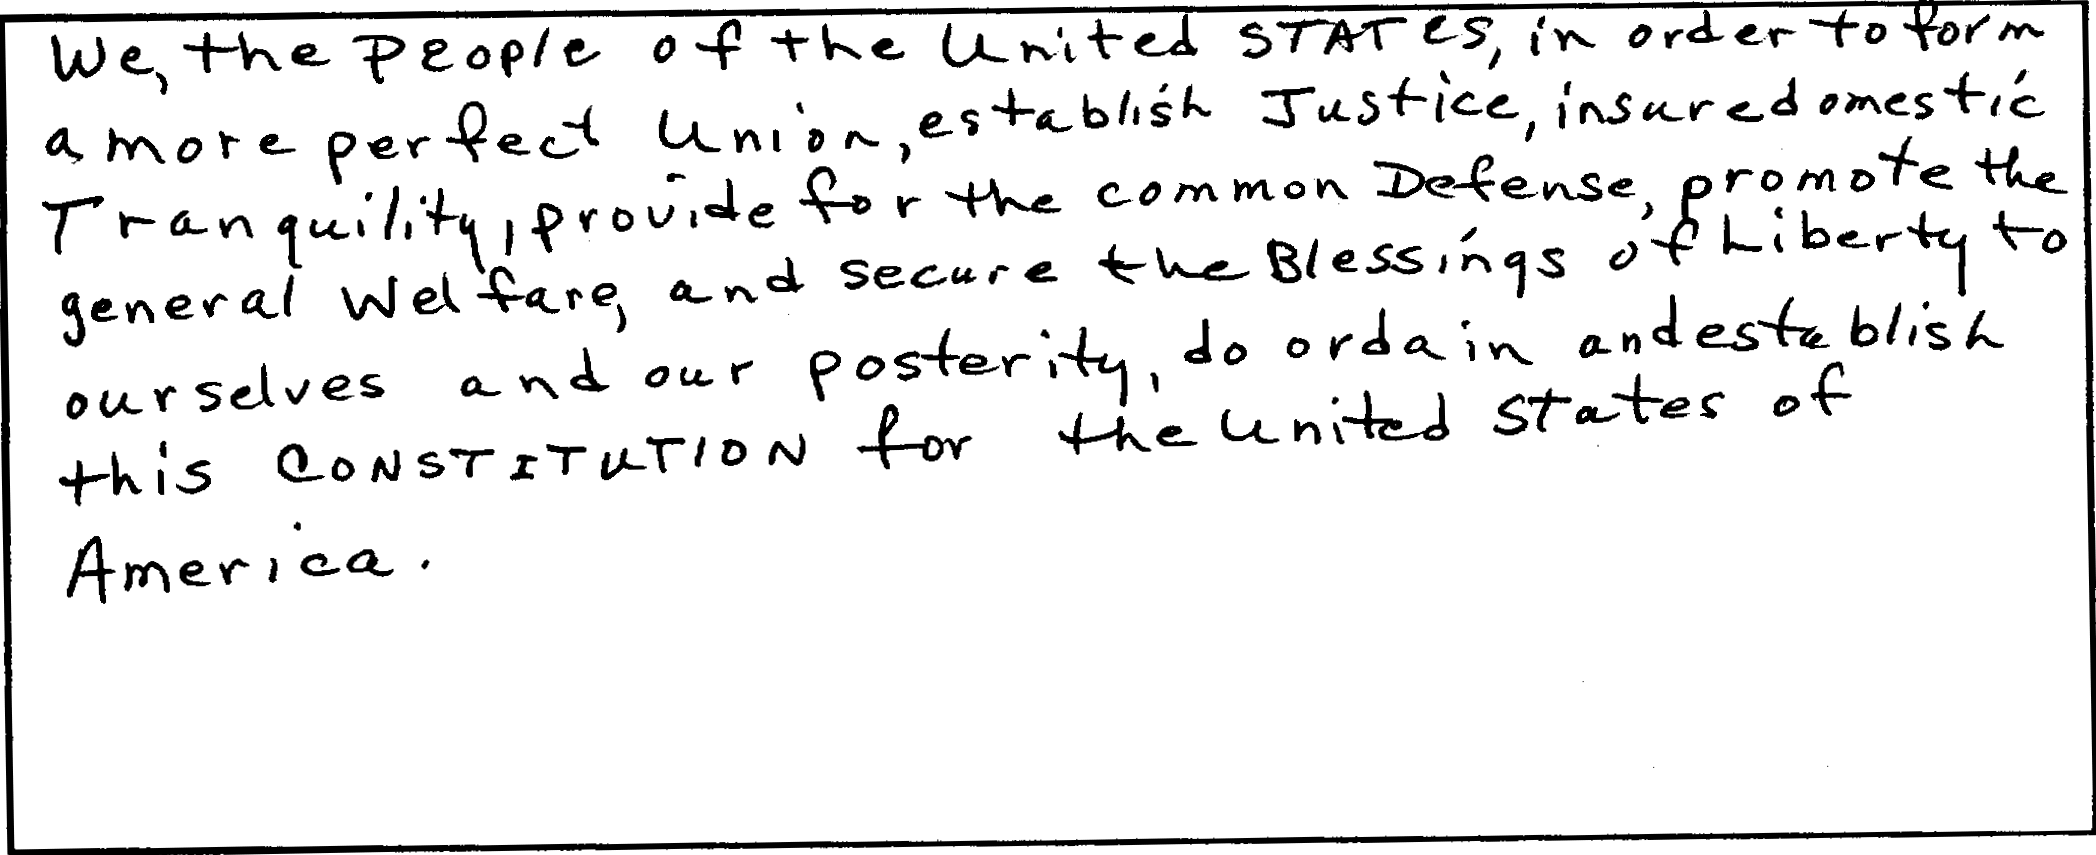 We, the People of the United STATES, in order to form
a more perfect Union, establish Justice, insure domestic
Tranquility, provide for the common Defense, promote the
general Welfare, and secure the Blessings of Liberty to
ourselves and our posterity, do ordain and establish
this CONSTITUTION for the United States of
America.